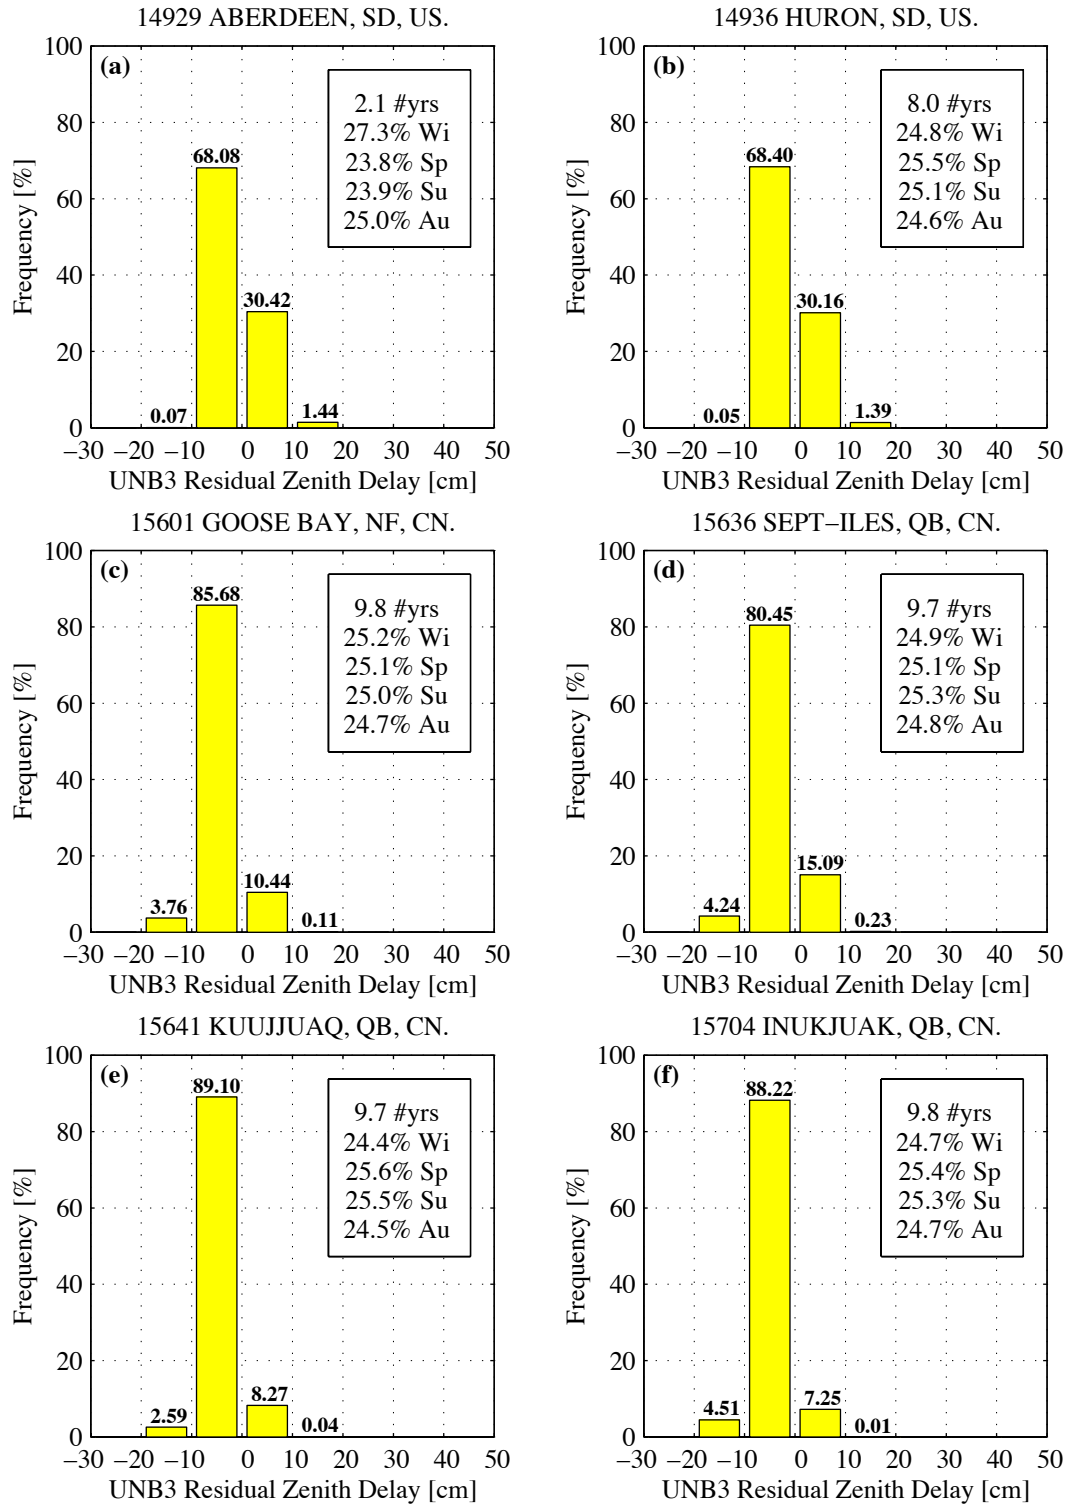 14929 ABERDEEN, SD, US.
(a)
2.1 #yrs
27.3% Wi
23.8% Sp
23.9% Su
25.0% Au
Frequency [%]
100
80
60
40
20
0
0.07
68.08
30.42
1.44
−30 −20 −10 0 10 20 30 40 50
UNB3 Residual Zenith Delay [cm]
14936 HURON, SD, US.
(b)
8.0 #yrs
24.8% Wi
25.5% Sp
25.1% Su
24.6% Au
Frequency [%]
100
80
60
40
20
0
0.05
68.40
30.16
1.39
−30 −20 −10 0 10 20 30 40 50
UNB3 Residual Zenith Delay [cm]
15601 GOOSE BAY, NF, CN.
(c)
9.8 #yrs
25.2% Wi
25.1% Sp
25.0% Su
24.7% Au
Frequency [%]
100
80
60
40
20
0
3.76
85.68
10.44
0.11
−30 −20 −10 0 10 20 30 40 50
UNB3 Residual Zenith Delay [cm]
15636 SEPT−ILES, QB, CN.
(d)
9.7 #yrs
24.9% Wi
25.1% Sp
25.3% Su
24.8% Au
Frequency [%]
100
80
60
40
20
0
4.24
80.45
15.09
0.23
−30 −20 −10 0 10 20 30 40 50
UNB3 Residual Zenith Delay [cm]
15641 KUUJJUAQ, QB, CN.
(e)
9.7 #yrs
24.4% Wi
25.6% Sp
25.5% Su
24.5% Au
Frequency [%]
100
80
60
40
20
0
2.59
89.10
8.27
0.04
−30 −20 −10 0 10 20 30 40 50
UNB3 Residual Zenith Delay [cm]
15704 INUKJUAK, QB, CN.
(f)
9.8 #yrs
24.7% Wi
25.4% Sp
25.3% Su
24.7% Au
Frequency [%]
100
80
60
40
20
0
4.51
88.22
7.25
0.01
−30 −20 −10 0 10 20 30 40 50
UNB3 Residual Zenith Delay [cm]